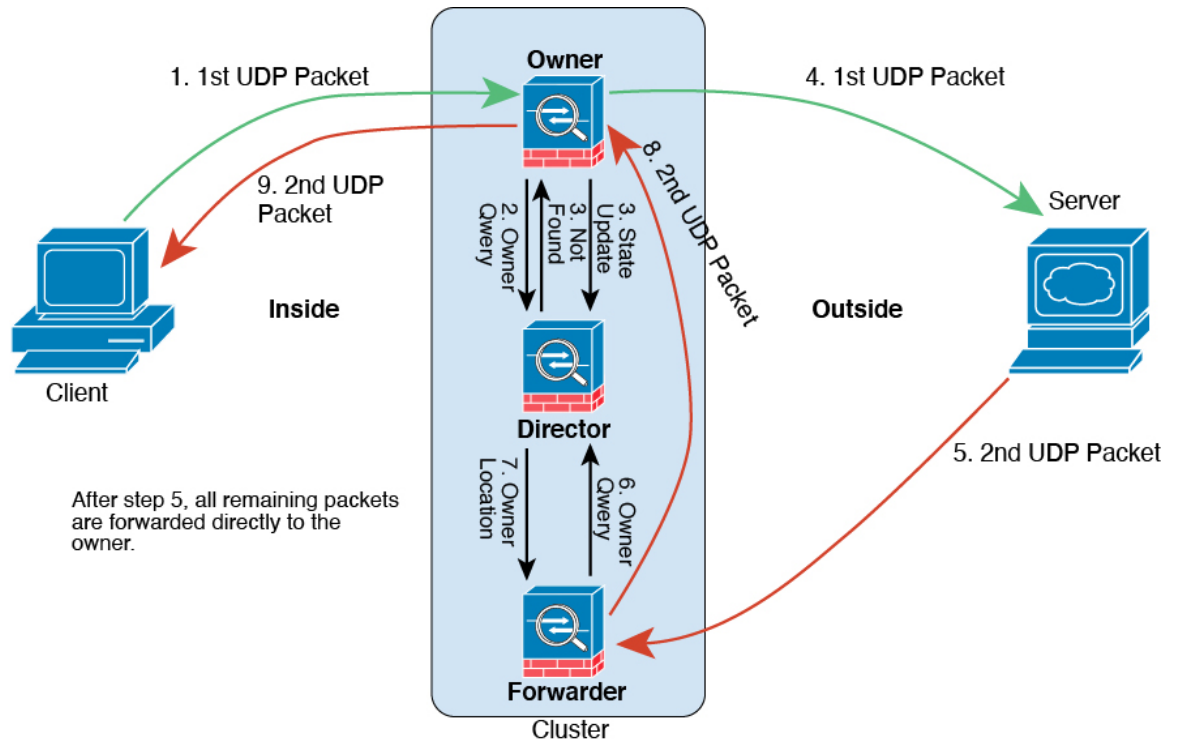 Owner
1. 1st UDP Packet
4. 1st UDP Packet
9. 2nd UDP
Packet
2. Owner
Qwery
3. Not
Found
3. State
Update
8. 2nd UDP Packet
Server
Inside
Outside
Client
Director
5. 2nd UDP Packet
7. Owner
Location
6. Owner
Qwery
After step 5, all remaining packets
are forwarded directly to the
owner.
Forwarder
Cluster